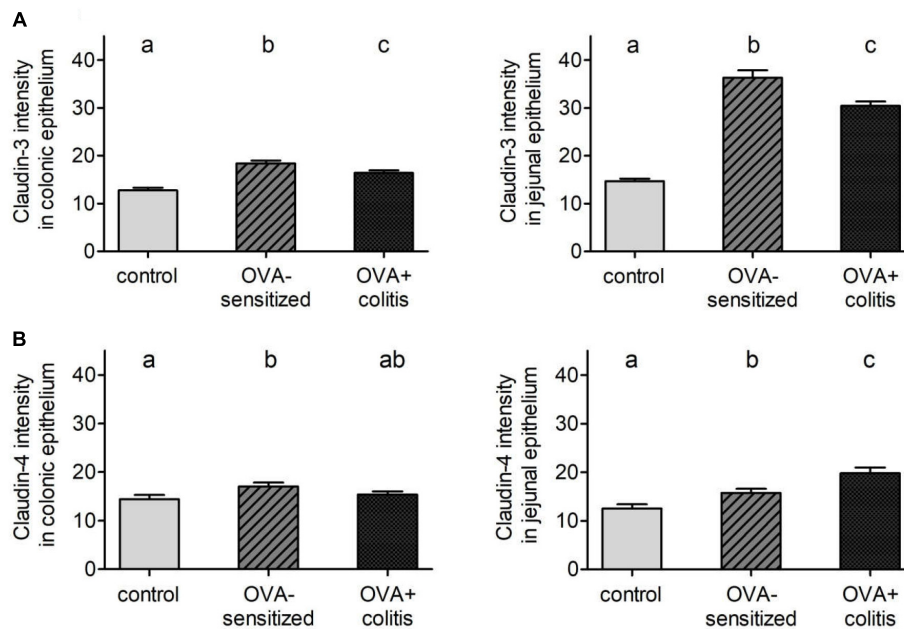 A
Claudin-3 intensity
in colonic epithelium
40
30
20
10
0
a b c
control OVA- OVA+
sensitized colitis
Claudin-3 intensity
in jejunal epithelium
40
30
20
10
0
a b c
control OVA- OVA+
sensitized colitis
B
Claudin-4 intensity
in colonic epithelium
40
30
20
10
0
a b ab
control OVA- OVA+
sensitized colitis
Claudin-4 intensity
in jejunal epithelium
40
30
20
10
0
a b c
control OVA- OVA+
sensitized colitis